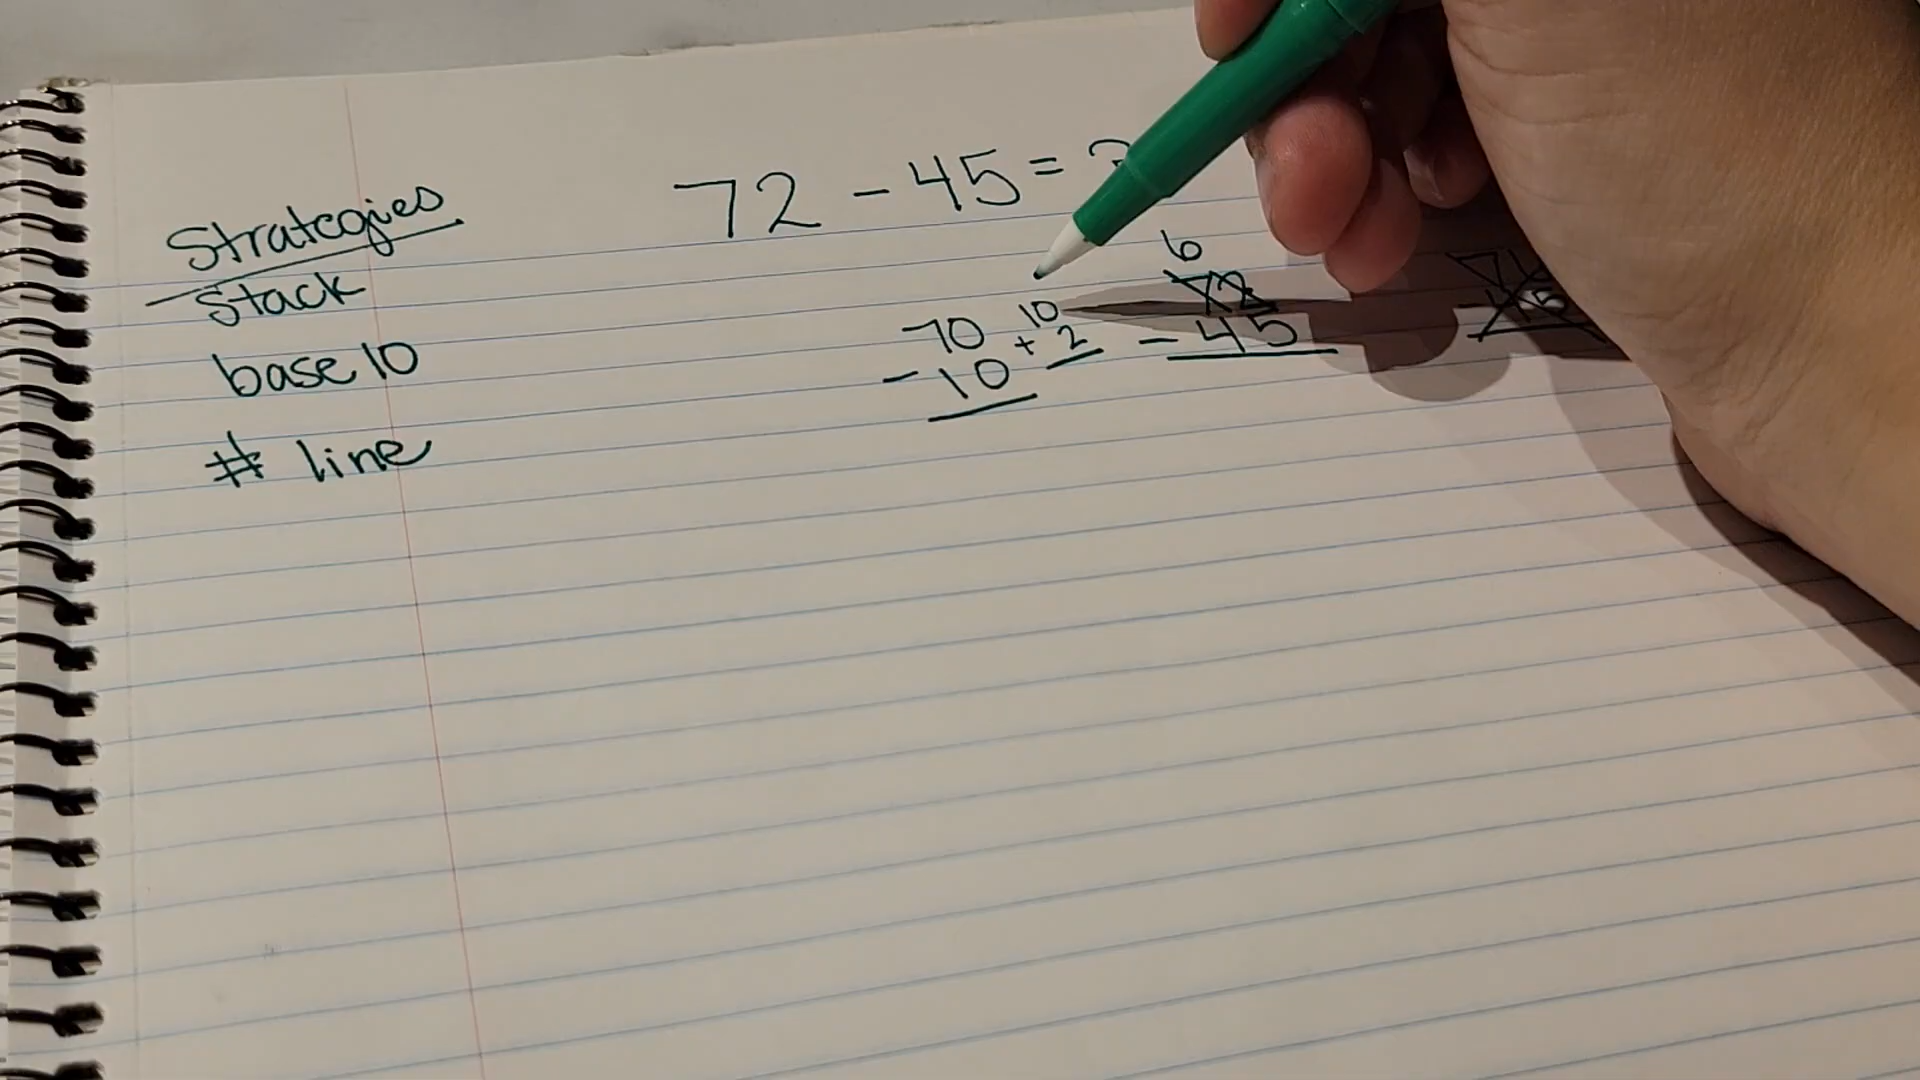 72 - 45 = ?
Strategies
Stack
base 10
# line
70
- 10
10
+ 2
6
72
- 45